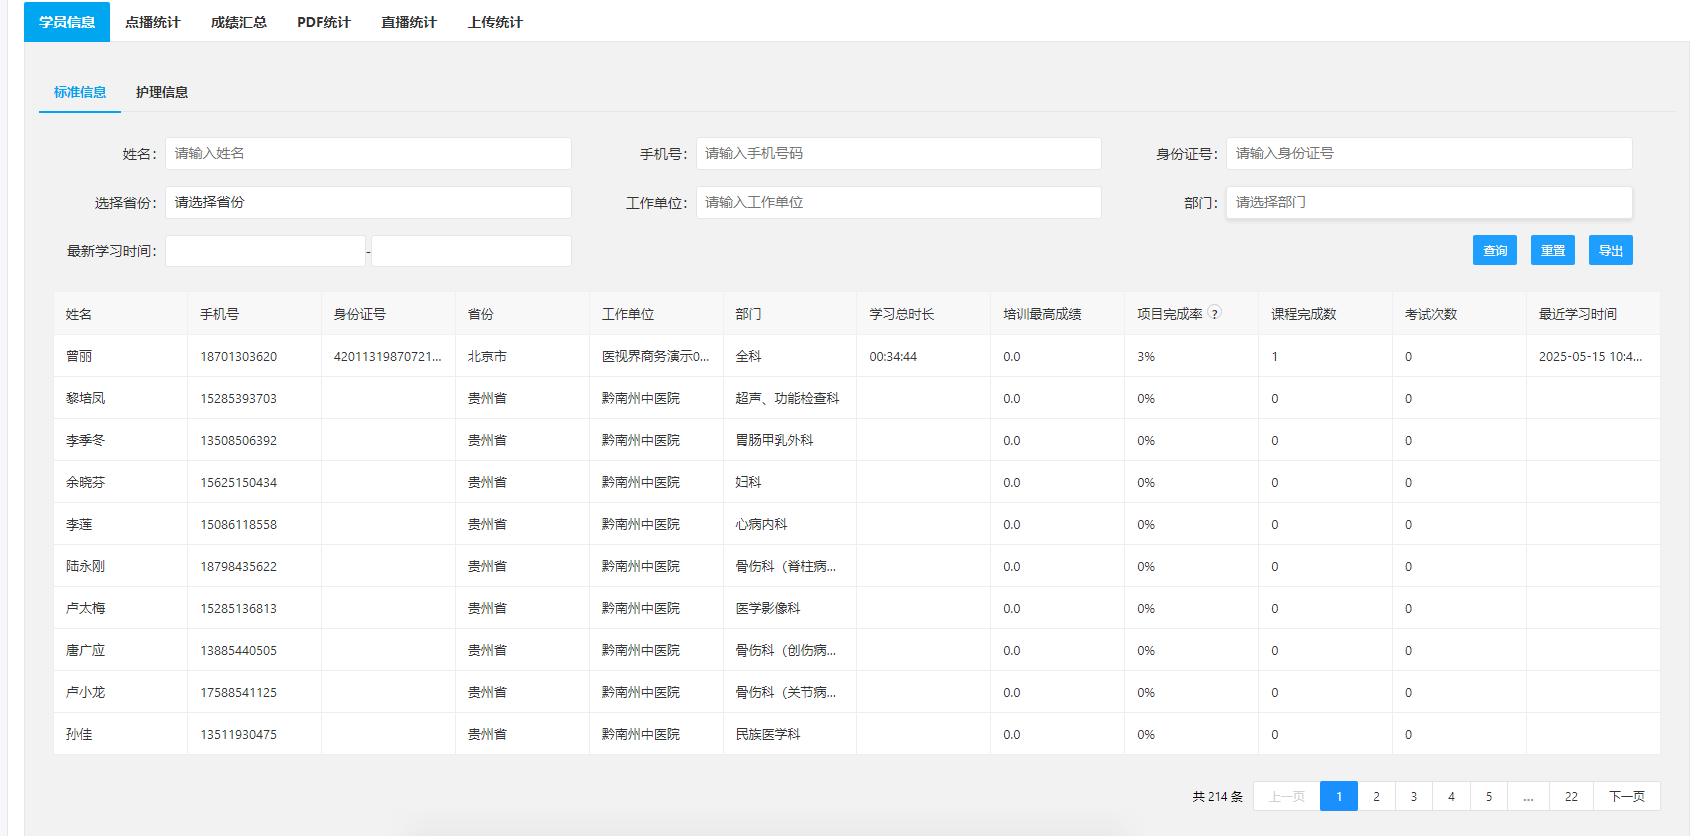 学员信息 点播统计 成绩汇总 PDF统计 直播统计 上传统计
标准信息 护理信息
姓名: 请输入姓名 手机号: 请输入手机号码 身份证号: 请输入身份证号
选择省份: 请选择省份 工作单位: 请输入工作单位 部门: 请选择部门
最新学习时间: - 查询 重置 导出
姓名 手机号 身份证号 省份 工作单位 部门 学习总时长 培训最高成绩 项目完成率 ? 课程完成数 考试次数 最近学习时间
曾丽 18701303620 42011319870721... 北京市 医视界商务演示0... 全科 00:34:44 0.0 3% 1 0 2025-05-15 10:4...
黎培凤 15285393703 贵州省 黔南州中医院 超声、功能检查科 0.0 0% 0 0
李季冬 13508506392 贵州省 黔南州中医院 胃肠甲乳外科 0.0 0% 0 0
余晓芬 15625150434 贵州省 黔南州中医院 妇科 0.0 0% 0 0
李莲 15086118558 贵州省 黔南州中医院 心病内科 0.0 0% 0 0
陆永刚 18798435622 贵州省 黔南州中医院 骨伤科（脊柱病... 0.0 0% 0 0
卢太梅 15285136813 贵州省 黔南州中医院 医学影像科 0.0 0% 0 0
唐广应 13885440505 贵州省 黔南州中医院 骨伤科（创伤病... 0.0 0% 0 0
卢小龙 17588541125 贵州省 黔南州中医院 骨伤科（关节病... 0.0 0% 0 0
孙佳 13511930475 贵州省 黔南州中医院 民族医学科 0.0 0% 0 0
共 214 条 上一页 1 2 3 4 5 ... 22 下一页